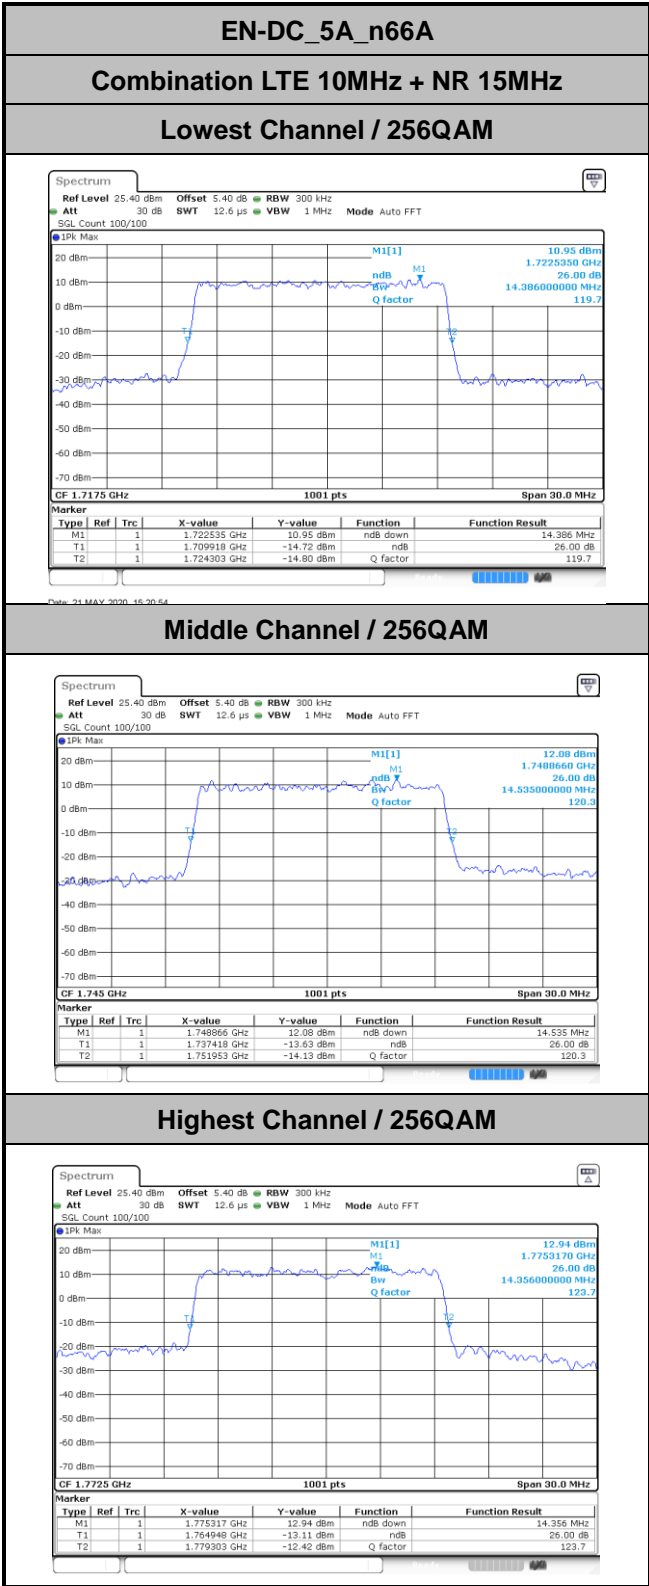 EN-DC_5A_n66A
Combination LTE 10MHz + NR 15MHz
Lowest Channel / 256QAM
Spectrum
Ref Level 25.40 dBm Offset 5.40 dB RBW 300 kHz
Att 30 dB SWT 12.6 µs VBW 1 MHz Mode Auto FFT
SGL Count 100/100
1Pk Max
M1[1] 10.95 dBm
1.7225350 GHz
ndB 26.00 dB
Bw 14.386000000 MHz
Q factor 119.7
M1
T1
T2
20 dBm
10 dBm
0 dBm
-10 dBm
-20 dBm
-30 dBm
-40 dBm
-50 dBm
-60 dBm
-70 dBm
CF 1.7175 GHz 1001 pts Span 30.0 MHz
Marker
Type Ref Trc X-value Y-value Function Function Result
M1 1 1.722535 GHz 10.95 dBm ndB down 14.386 MHz
T1 1 1.709918 GHz -14.72 dBm ndB 26.00 dB
T2 1 1.724303 GHz -14.80 dBm Q factor 119.7
Date: 21 MAY 2020 15:20:54
Middle Channel / 256QAM
Spectrum
Ref Level 25.40 dBm Offset 5.40 dB RBW 300 kHz
Att 30 dB SWT 12.6 µs VBW 1 MHz Mode Auto FFT
SGL Count 100/100
1Pk Max
M1[1] 12.08 dBm
1.7488660 GHz
ndB 26.00 dB
Bw 14.535000000 MHz
Q factor 120.3
M1
T1
T2
20 dBm
10 dBm
0 dBm
-10 dBm
-20 dBm
-30 dBm
-40 dBm
-50 dBm
-60 dBm
-70 dBm
CF 1.745 GHz 1001 pts Span 30.0 MHz
Marker
Type Ref Trc X-value Y-value Function Function Result
M1 1 1.748866 GHz 12.08 dBm ndB down 14.535 MHz
T1 1 1.737418 GHz -13.63 dBm ndB 26.00 dB
T2 1 1.751953 GHz -14.13 dBm Q factor 120.3
Highest Channel / 256QAM
Spectrum
Ref Level 25.40 dBm Offset 5.40 dB RBW 300 kHz
Att 30 dB SWT 12.6 µs VBW 1 MHz Mode Auto FFT
SGL Count 100/100
1Pk Max
M1[1] 12.94 dBm
1.7753170 GHz
ndB 26.00 dB
Bw 14.356000000 MHz
Q factor 123.7
M1
T1
T2
20 dBm
10 dBm
0 dBm
-10 dBm
-20 dBm
-30 dBm
-40 dBm
-50 dBm
-60 dBm
-70 dBm
CF 1.7725 GHz 1001 pts Span 30.0 MHz
Marker
Type Ref Trc X-value Y-value Function Function Result
M1 1 1.775317 GHz 12.94 dBm ndB down 14.356 MHz
T1 1 1.764948 GHz -13.11 dBm ndB 26.00 dB
T2 1 1.779303 GHz -12.42 dBm Q factor 123.7